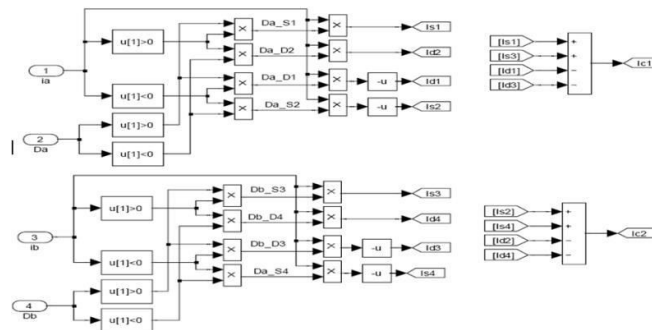 Da_S1
Is1
u[1]>0
Da_D2
Id2
1
ia
Da_D1
-u
Id1
u[1]<0
u[1]>0
Da_S2
-u
Is2
2
Da
u[1]<0
[Is1]
[Is3]
[Id1]
[Id3]
+
+
−
−
Ic1
Db_S3
Is3
u[1]>0
Db_D4
Id4
3
ib
Db_D3
-u
Id3
u[1]<0
Da_S4
-u
Is4
u[1]>0
4
Db
u[1]<0
[Is2]
[Is4]
[Id2]
[Id4]
+
+
−
−
Ic2